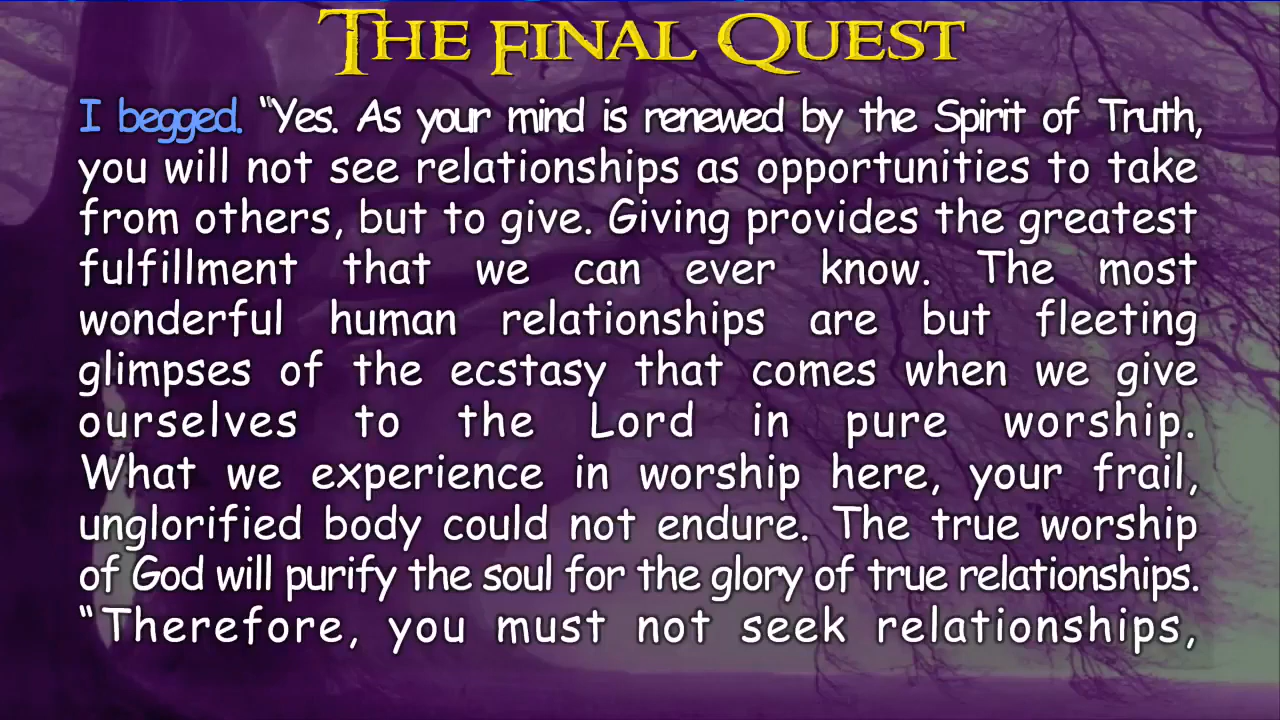 THE FINAL QUEST
I begged. “Yes. As your mind is renewed by the Spirit of Truth,
you will not see relationships as opportunities to take
from others, but to give. Giving provides the greatest
fulfillment that we can ever know. The most
wonderful human relationships are but fleeting
glimpses of the ecstasy that comes when we give
ourselves to the Lord in pure worship.
What we experience in worship here, your frail,
unglorified body could not endure. The true worship
of God will purify the soul for the glory of true relationships.
“Therefore, you must not seek relationships,